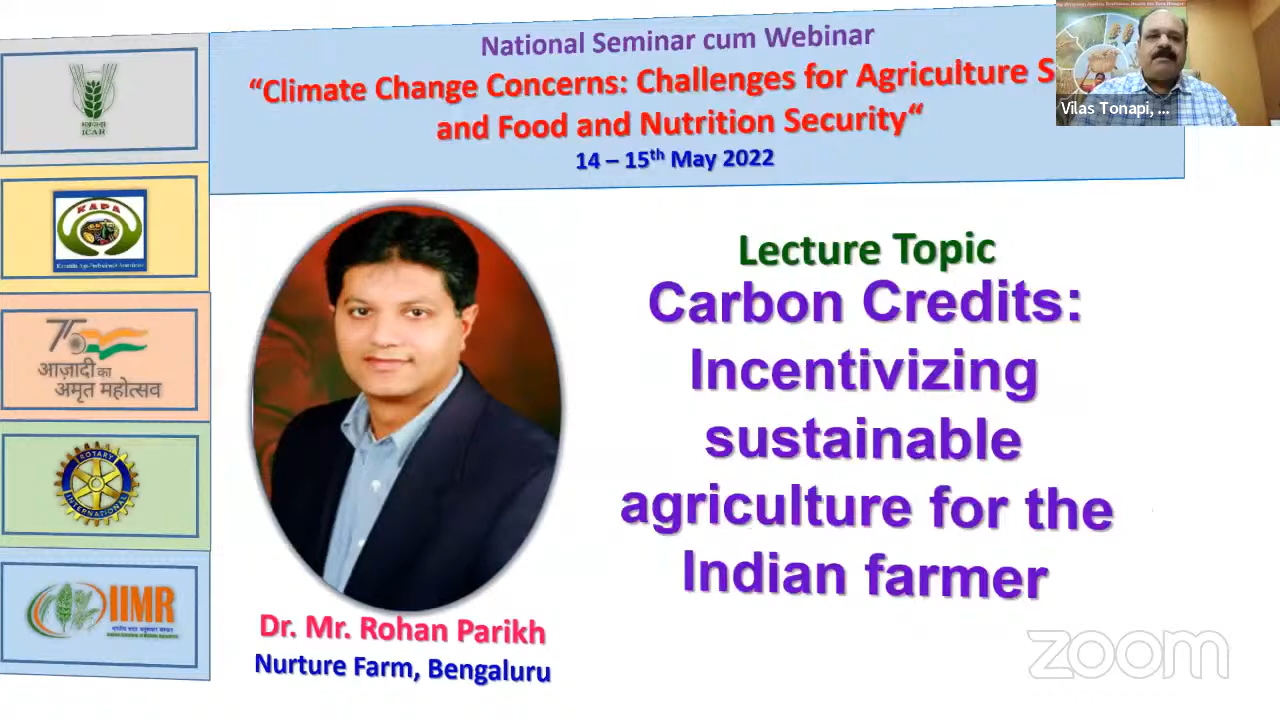 National Seminar cum Webinar
“Climate Change Concerns: Challenges for Agriculture S
and Food and Nutrition Security“
14 – 15th May 2022
Vilas Tonapi, ...
ICAR
KAPA
75
आज़ादी का
अमृत महोत्सव
ROTARY
INTERNATIONAL
IIMR
Lecture Topic
Carbon Credits:
Incentivizing
sustainable
agriculture for the
Indian farmer
Dr. Mr. Rohan Parikh
Nurture Farm, Bengaluru
zoom